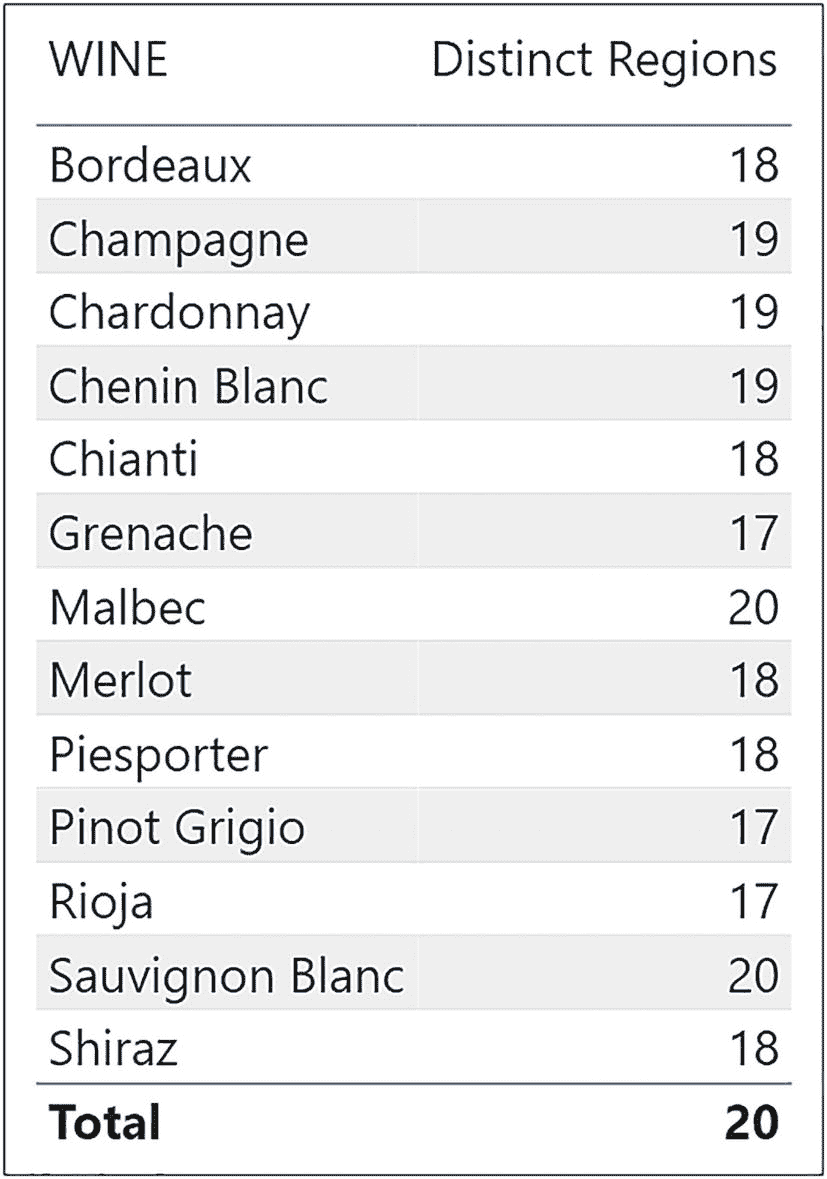 WINE Distinct Regions
Bordeaux 18
Champagne 19
Chardonnay 19
Chenin Blanc 19
Chianti 18
Grenache 17
Malbec 20
Merlot 18
Piesporter 18
Pinot Grigio 17
Rioja 17
Sauvignon Blanc 20
Shiraz 18
Total 20